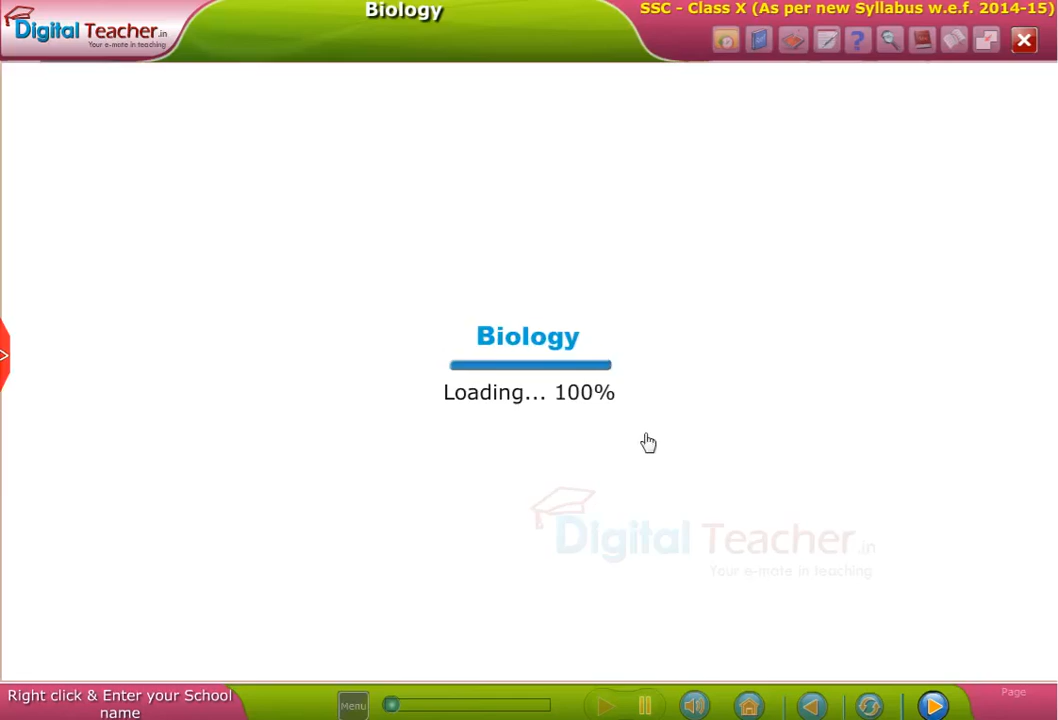 Digital Teacher.in
Your e-mate in teaching
Biology
SSC - Class X (As per new Syllabus w.e.f. 2014-15)
Biology
Loading... 100%
Digital Teacher.in
Your e-mate in teaching
Right click & Enter your School
name
Menu
Page